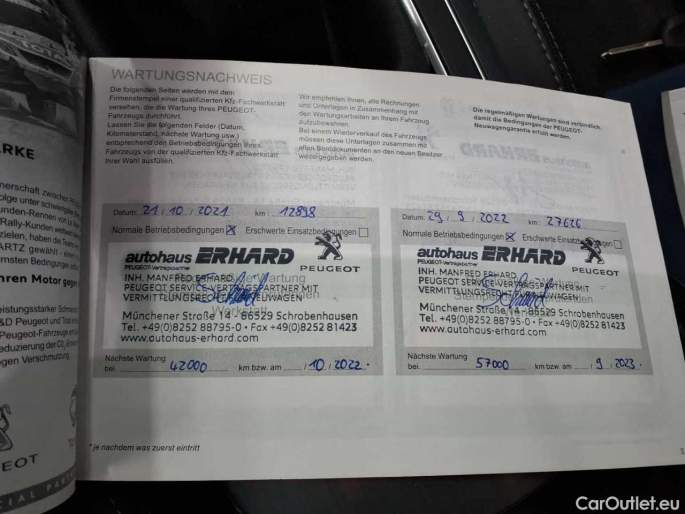 ARKE
WARTUNGSNACHWEIS
Die folgenden Seiten werden mit dem
Firmenstempel einer qualifizierten Kfz-Fachwerkstatt
versehen, die die Wartung Ihres PEUGEOT-
Fahrzeugs durchführt.
Lassen Sie die folgenden Felder (Datum,
Kilometerstand, nächste Wartung usw.)
entsprechend den Betriebsbedingungen Ihres
Fahrzeugs von der qualifizierten Kfz-Fachwerkstatt
Ihrer Wahl ausfüllen.
Wir empfehlen Ihnen, alle Rechnungen
und Unterlagen in Zusammenhang mit
den Wartungsarbeiten an Ihrem Fahrzeug
aufzubewahren.
Bei einem Wiederverkauf des Fahrzeugs
müssen diese Unterlagen zusammen mit
allen Borddokumenten an den neuen Besitzer
weitergegeben werden.
Die regelmäßigen Wartungen sind verbindlich,
damit die Bedingungen der PEUGEOT-
Neuwagengarantie erfüllt werden.
Datum: 21 / 10 / 2021 km: 12898
Normale Betriebsbedingungen Erschwerte Einsatzbedingungen
autohaus ERHARD
PEUGEOT-Vertragspartner
PEUGEOT
INH. MANFRED ERHARD
PEUGEOT SERVICE-VERTRAGSPARTNER MIT
VERMITTLUNGSRECHT NEUWAGEN
Münchener Straße 14 - 86529 Schrobenhausen
Tel. +49(0)8252 88795-0 • Fax +49(0)8252 81423
www.autohaus-erhard.com
Nächste Wartung
bei: 42000 km bzw. am 10 / 2022.
Datum: 29 / 9 / 2022 km: 27626
Normale Betriebsbedingungen Erschwerte
autohaus ERHARD
PEUGEOT-Vertragspartner
PEUGEOT
INH. MANFRED ERHARD
PEUGEOT SERVICE-VERTRAGSPARTNER MIT
VERMITTLUNGSRECHT NEUWAGEN
Münchener Straße 14 - 86529 Schrobenhausen
Tel. +49(0)8252 88795-0 • Fax +49(0)8252 81423
www.autohaus-erhard.com
Nächste Wartung
bei: 57000 km bzw. am 9 / 2023.
* je nachdem was zuerst eintritt
CarOutlet.eu